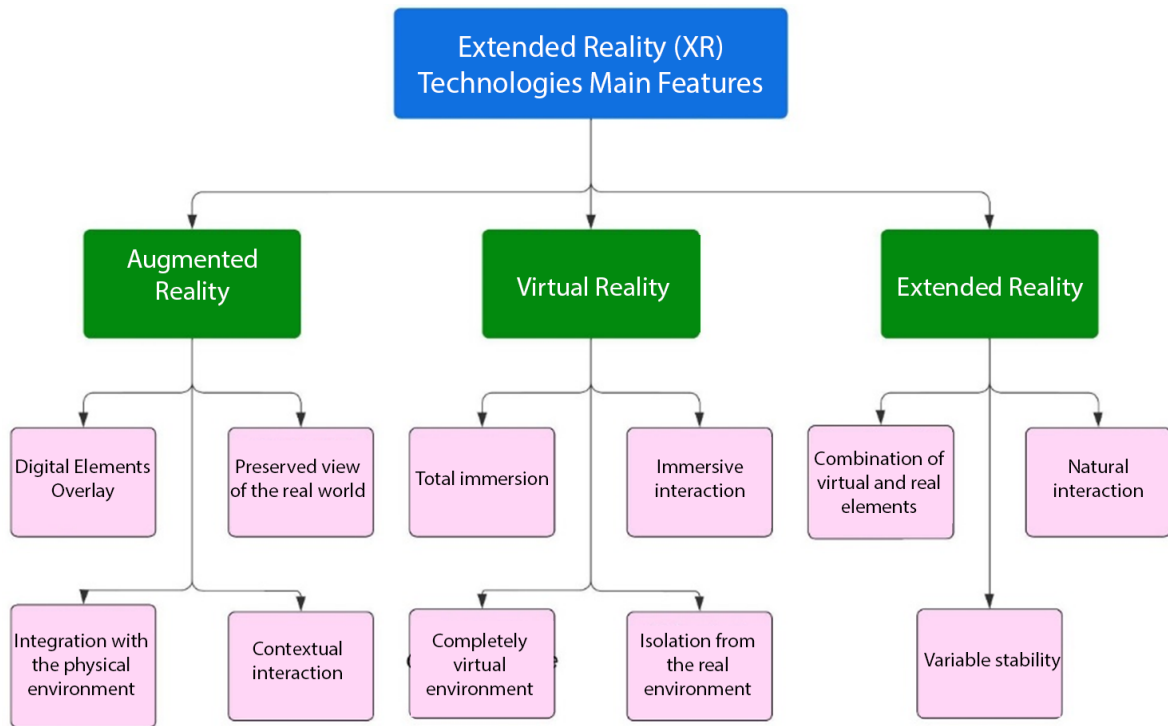 Extended Reality (XR)
Technologies Main Features
Augmented
Reality
Virtual Reality
Extended Reality
Digital Elements
Overlay
Preserved view
of the real world
Total immersion
Immersive
interaction
Combination of
virtual and real
elements
Natural
interaction
Integration with
the physical
environment
Contextual
interaction
Completely
virtual
environment
Isolation from
the real
environment
Variable stability